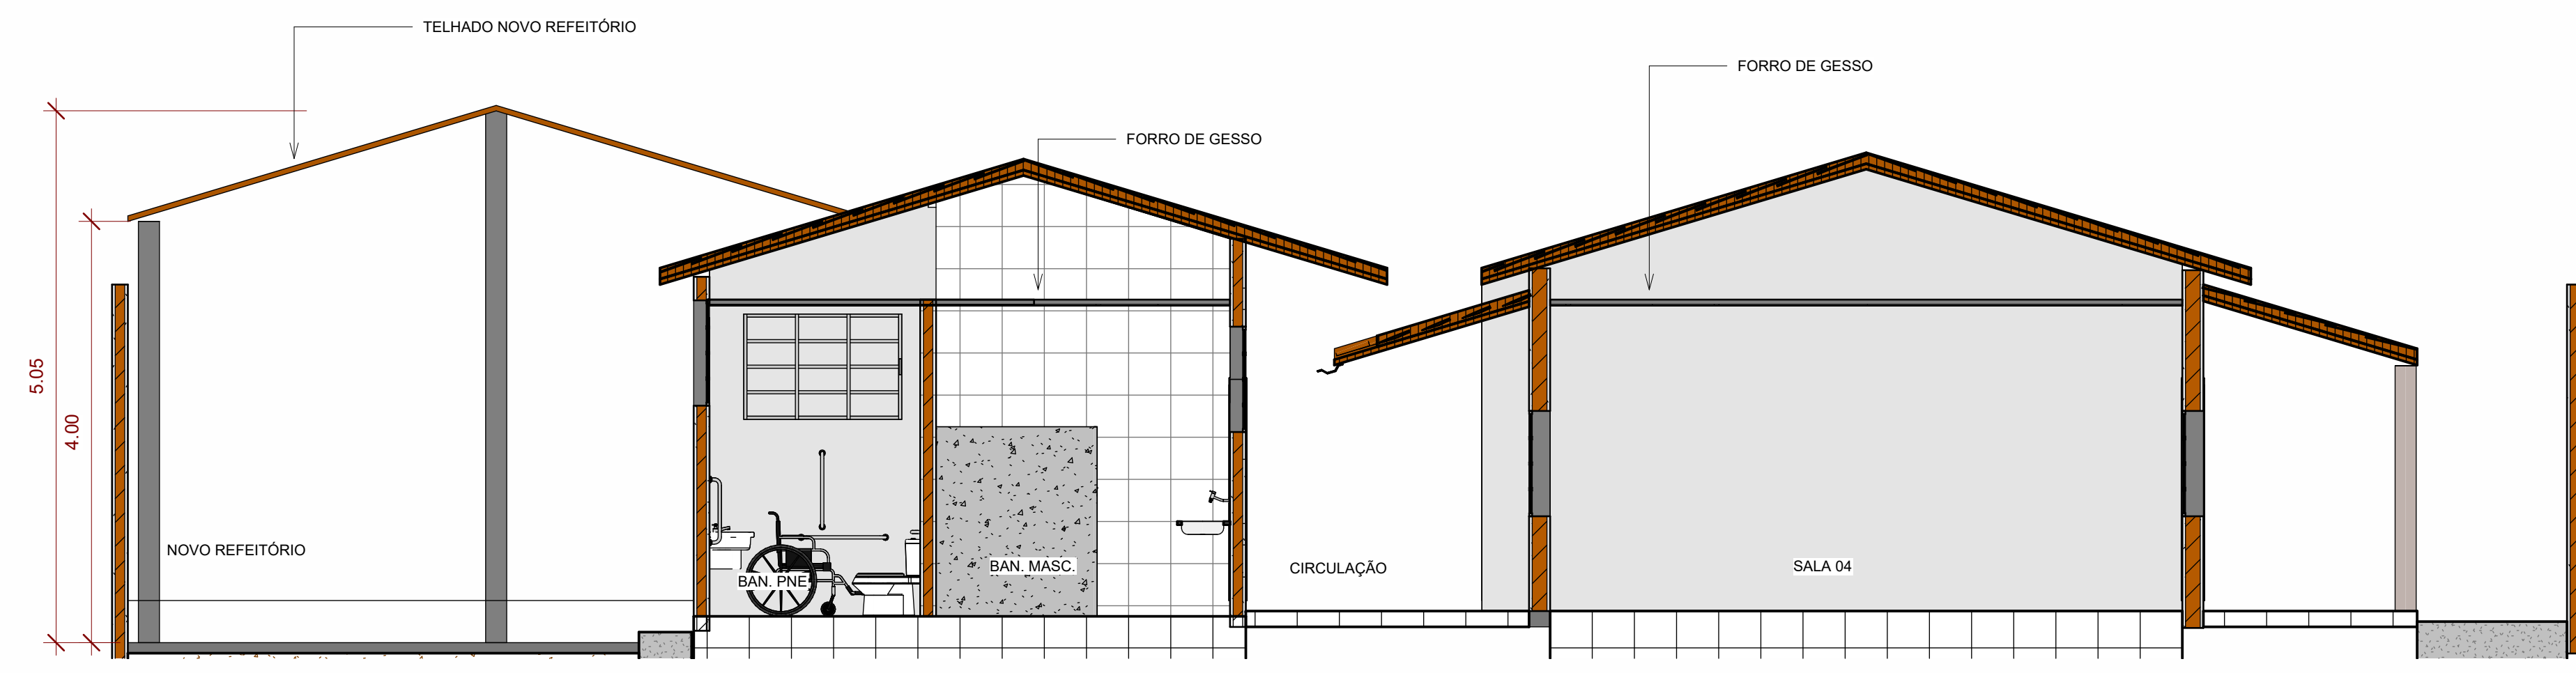 TELHADO NOVO REFEITÓRIO
FORRO DE GESSO
FORRO DE GESSO
5.05
4.00
NOVO REFEITÓRIO
BAN. PNE
BAN. MASC.
CIRCULAÇÃO
SALA 04